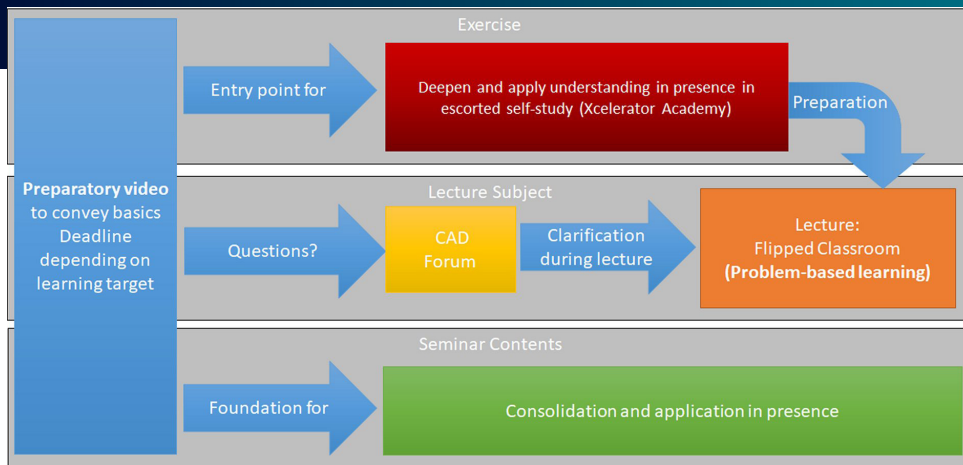 Exercise
Entry point for
Deepen and apply understanding in presence in
escorted self-study (Xcelerator Academy)
Preparation
Preparatory video
to convey basics
Deadline
depending on
learning target
Lecture Subject
Questions?
CAD
Forum
Clarification
during lecture
Lecture:
Flipped Classroom
(Problem-based learning)
Seminar Contents
Foundation for
Consolidation and application in presence